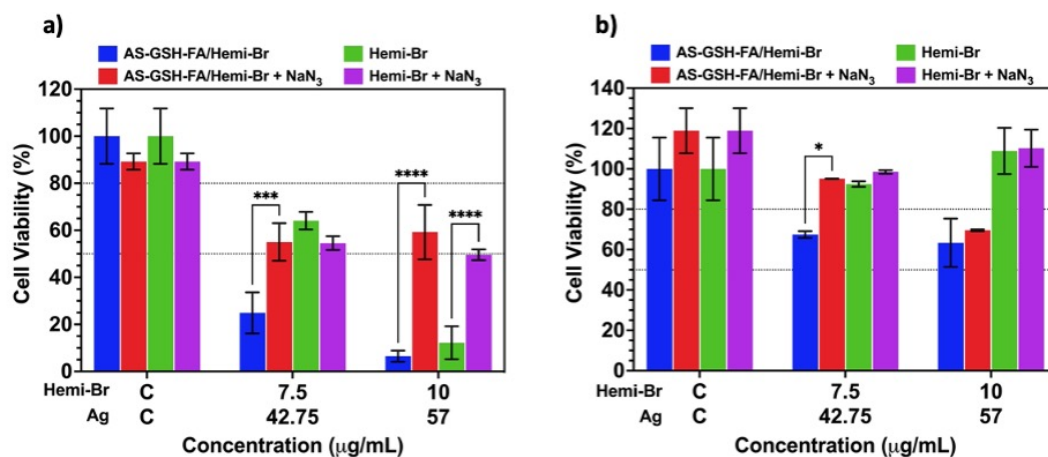 a)
AS-GSH-FA/Hemi-Br Hemi-Br
AS-GSH-FA/Hemi-Br + NaN₃ Hemi-Br + NaN₃
Cell Viability (%)
120
100
80
60
40
20
0
***
****
****
Hemi-Br C 7.5 10
Ag C 42.75 57
Concentration (μg/mL)
b)
AS-GSH-FA/Hemi-Br Hemi-Br
AS-GSH-FA/Hemi-Br + NaN₃ Hemi-Br + NaN₃
Cell Viability (%)
140
120
100
80
60
40
20
0
*
C 7.5 10
C 42.75 57
Concentration (μg/mL)